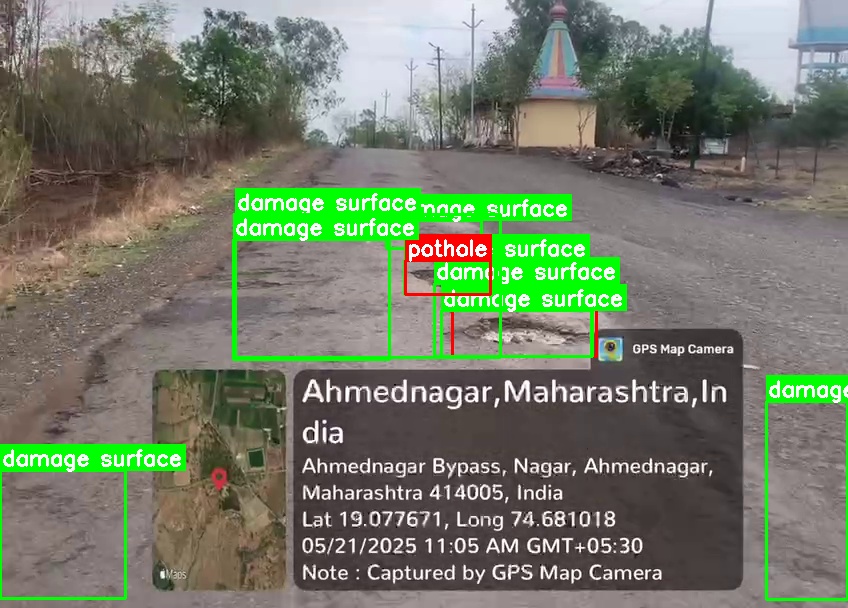 damage surface
mage surface
damage surface
pothole
surface
damage surface
damage surface
GPS Map Camera
damage
Ahmednagar,Maharashtra,In
dia
damage surface
Ahmednagar Bypass, Nagar, Ahmednagar,
Maharashtra 414005, India
Lat 19.077671, Long 74.681018
05/21/2025 11:05 AM GMT+05:30
Note : Captured by GPS Map Camera
Maps